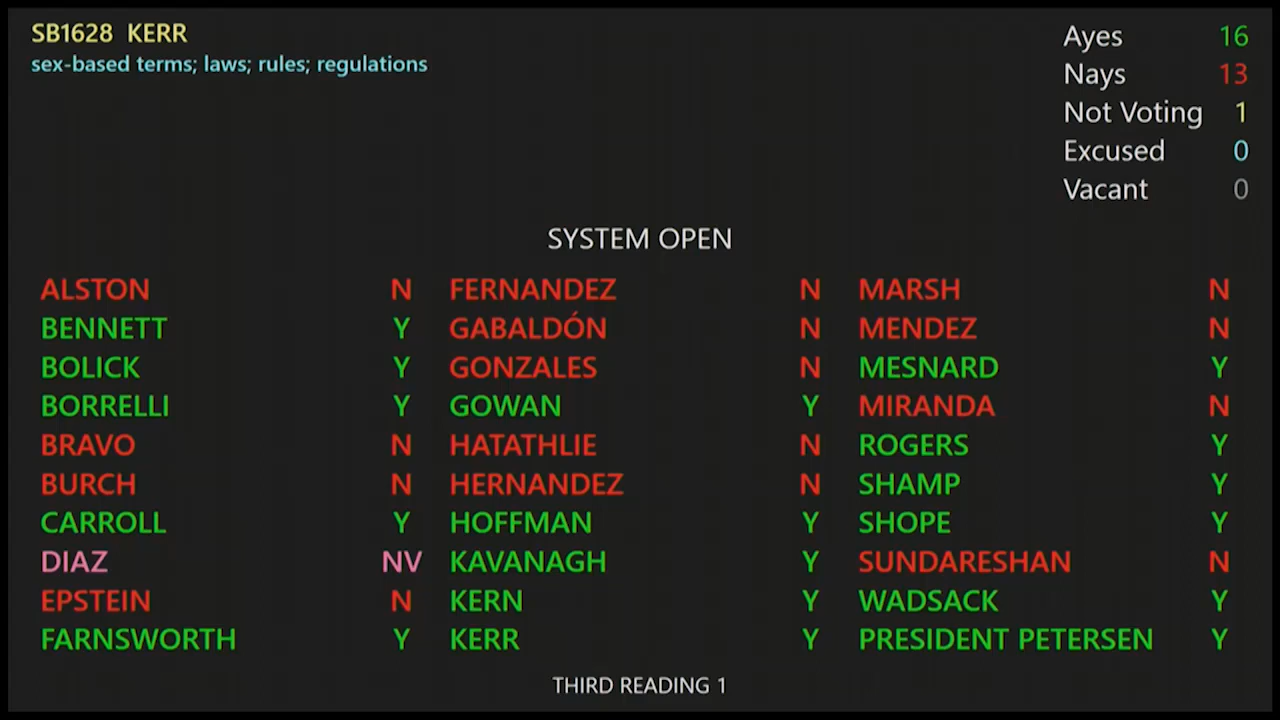 SB1628 KERR
sex-based terms; laws; rules; regulations
Ayes 16
Nays 13
Not Voting 1
Excused 0
Vacant 0
SYSTEM OPEN
ALSTON N FERNANDEZ N MARSH N
BENNETT Y GABALDÓN N MENDEZ N
BOLICK Y GONZALES N MESNARD Y
BORRELLI Y GOWAN Y MIRANDA N
BRAVO N HATATHLIE N ROGERS Y
BURCH N HERNANDEZ N SHAMP Y
CARROLL Y HOFFMAN Y SHOPE Y
DIAZ NV KAVANAGH Y SUNDARESHAN N
EPSTEIN N KERN Y WADSACK Y
FARNSWORTH Y KERR Y PRESIDENT PETERSEN Y
THIRD READING 1